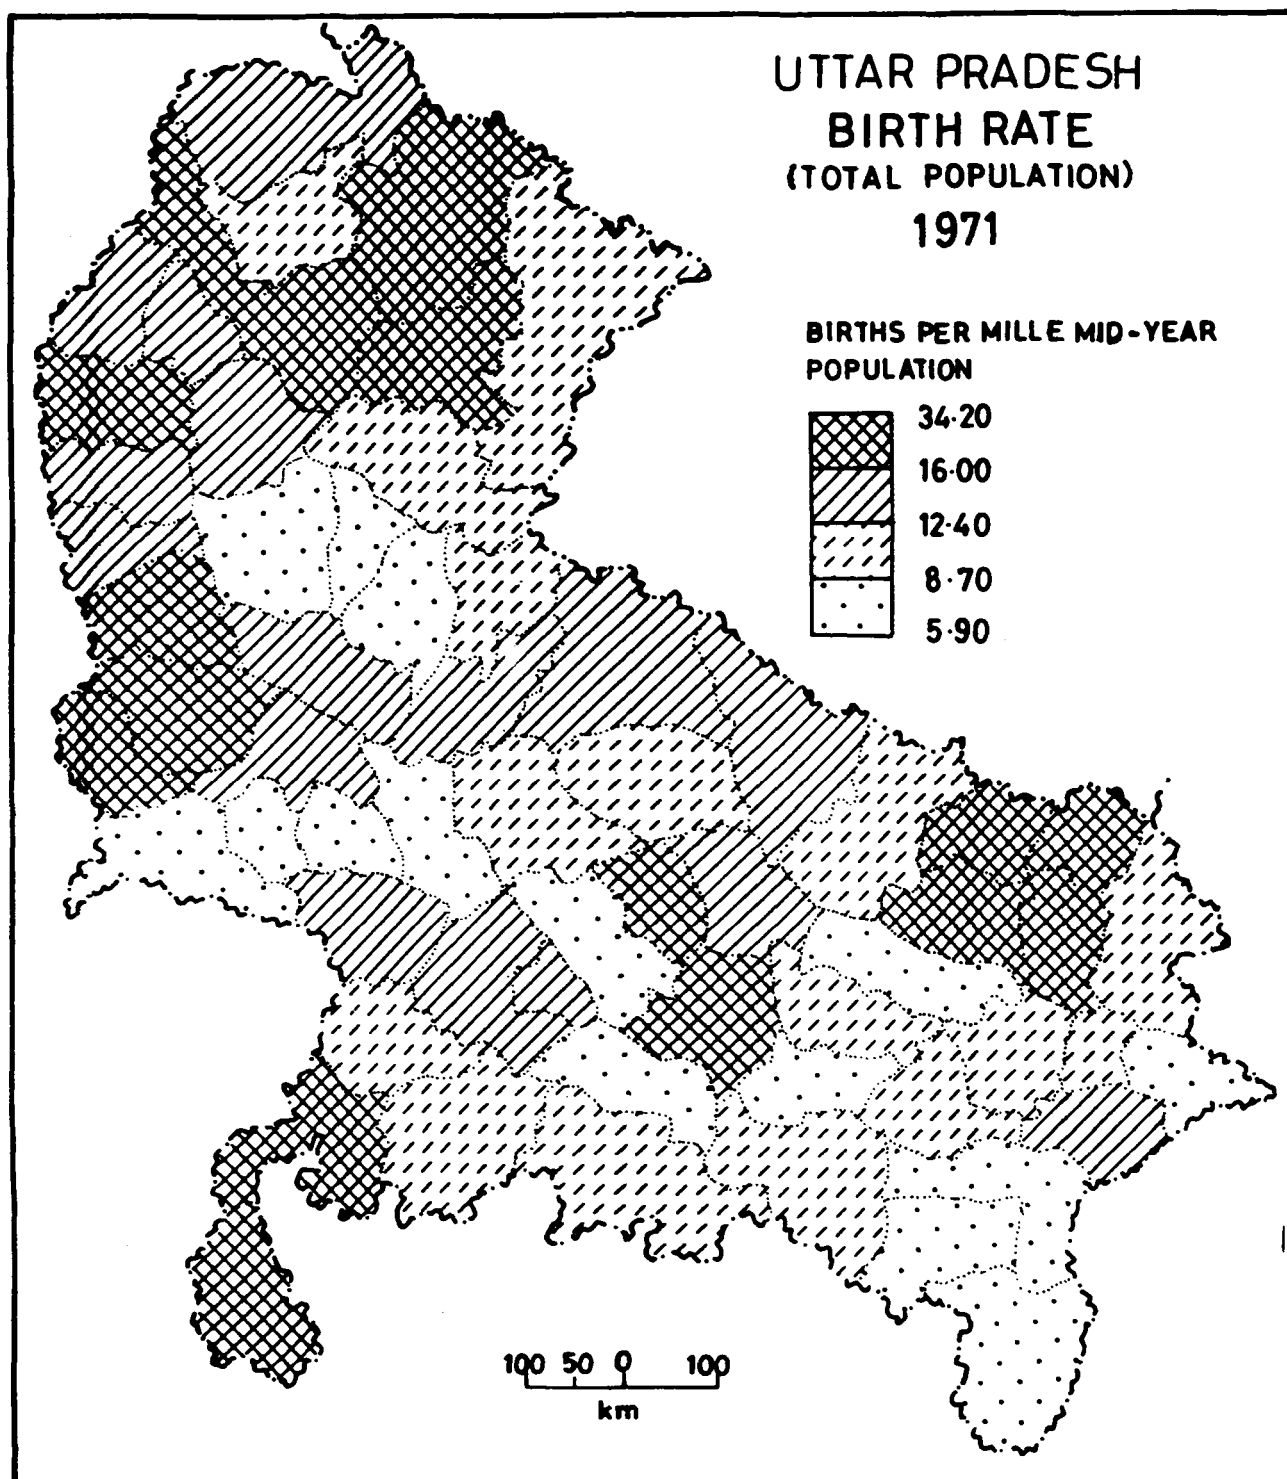 UTTAR PRADESH
BIRTH RATE
(TOTAL POPULATION)
1971
BIRTHS PER MILLE MID-YEAR
POPULATION
34·20
16·00
12·40
8·70
5·90
100 50 0 100
km